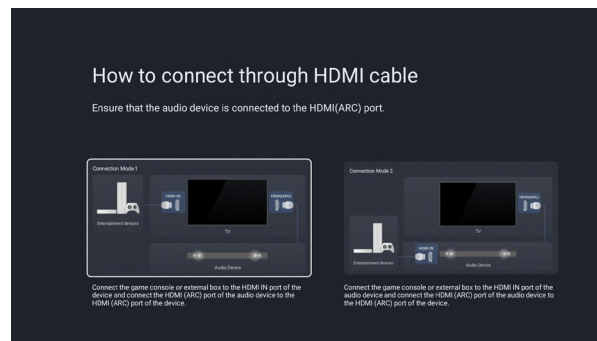 How to connect through HDMI cable
Ensure that the audio device is connected to the HDMI(ARC) port.
Connection Mode 1
HDMI IN
HDMI(ARC)
Entertainment devices
TV
Audio Device
Connect the game console or external box to the HDMI IN port of the
device and connect the HDMI (ARC) port of the audio device to the
HDMI (ARC) port of the device.
Connection Mode 2
HDMI(ARC)
TV
HDMI IN
Entertainment devices
Audio Device
Connect the game console or external box to the HDMI IN port of the
audio device and connect the HDMI (ARC) port of the audio device to
the HDMI (ARC) port of the device.